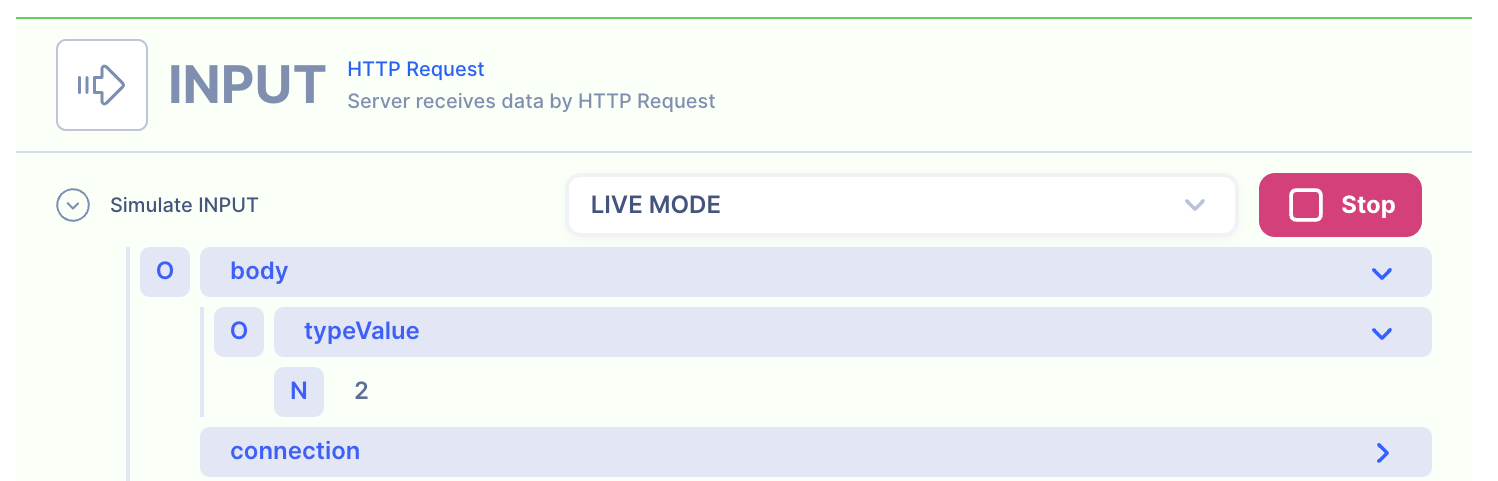 INPUT
HTTP Request
Server receives data by HTTP Request
Simulate INPUT
LIVE MODE
Stop
O body
O typeValue
N 2
connection